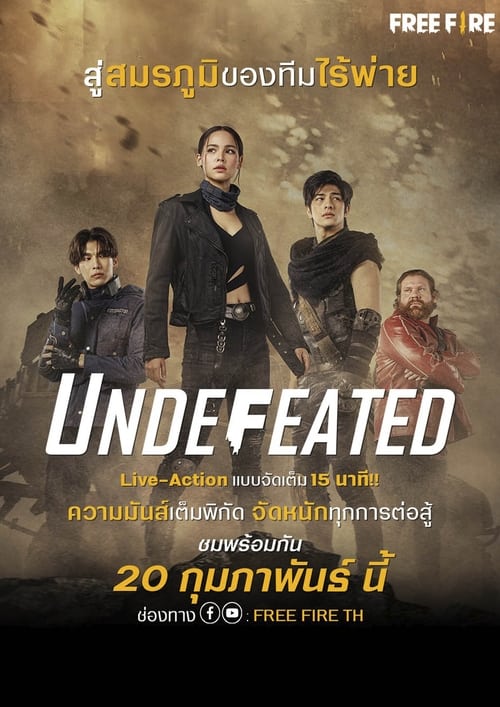 FREE FIRE
สู่สมรภูมิของทีมไร้พ่าย
UNDEFEATED
Live-Action แบบจัดเต็ม 15 นาที!!
ความมันส์เต็มพิกัด จัดหนักทุกการต่อสู้
ชมพร้อมกัน
20 กุมภาพันธ์ นี้
ช่องทาง : FREE FIRE TH